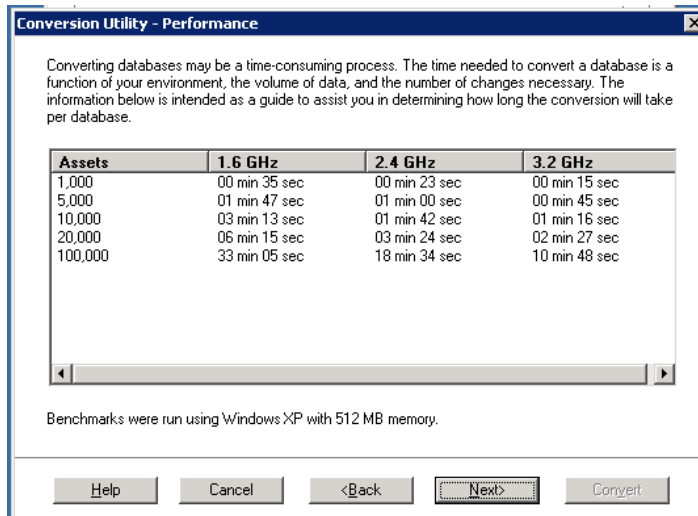 Conversion Utility - Performance
Converting databases may be a time-consuming process. The time needed to convert a database is a
function of your environment, the volume of data, and the number of changes necessary. The
information below is intended as a guide to assist you in determining how long the conversion will take
per database.
Assets 1.6 GHz 2.4 GHz 3.2 GHz
1,000 00 min 35 sec 00 min 23 sec 00 min 15 sec
5,000 01 min 47 sec 01 min 00 sec 00 min 45 sec
10,000 03 min 13 sec 01 min 42 sec 01 min 16 sec
20,000 06 min 15 sec 03 min 24 sec 02 min 27 sec
100,000 33 min 05 sec 18 min 34 sec 10 min 48 sec
Benchmarks were run using Windows XP with 512 MB memory.
Help Cancel <Back Next> Convert